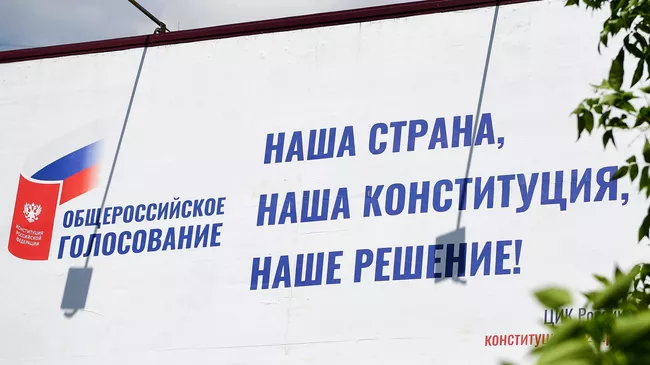 ОБЩЕРОССИЙСКОЕ
ГОЛОСОВАНИЕ
КОНСТИТУЦИЯ
РОССИЙСКОЙ
ФЕДЕРАЦИИ
НАША СТРАНА,
НАША КОНСТИТУЦИЯ,
НАШЕ РЕШЕНИЕ!
ЦИК